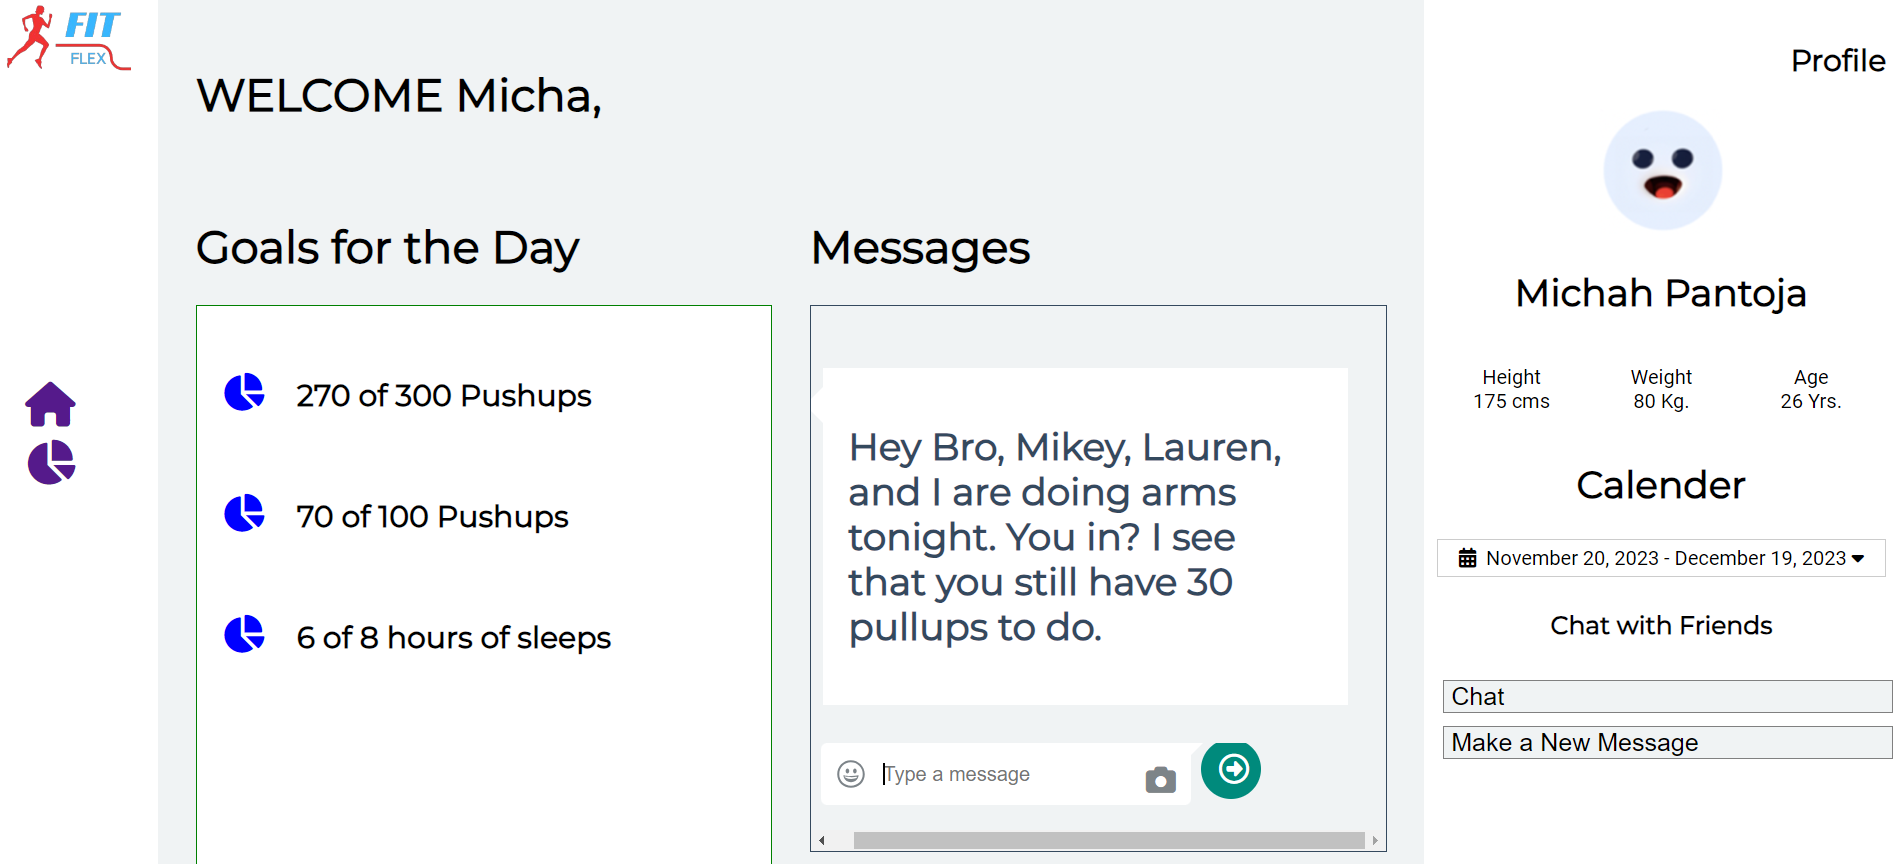 FIT
FLEX
WELCOME Micha,
Goals for the Day
270 of 300 Pushups
70 of 100 Pushups
6 of 8 hours of sleeps
Messages
Hey Bro, Mikey, Lauren,
and I are doing arms
tonight. You in? I see
that you still have 30
pullups to do.
Type a message
Profile
Michah Pantoja
Height Weight Age
175 cms 80 Kg. 26 Yrs.
Calender
November 20, 2023 - December 19, 2023
Chat with Friends
Chat
Make a New Message